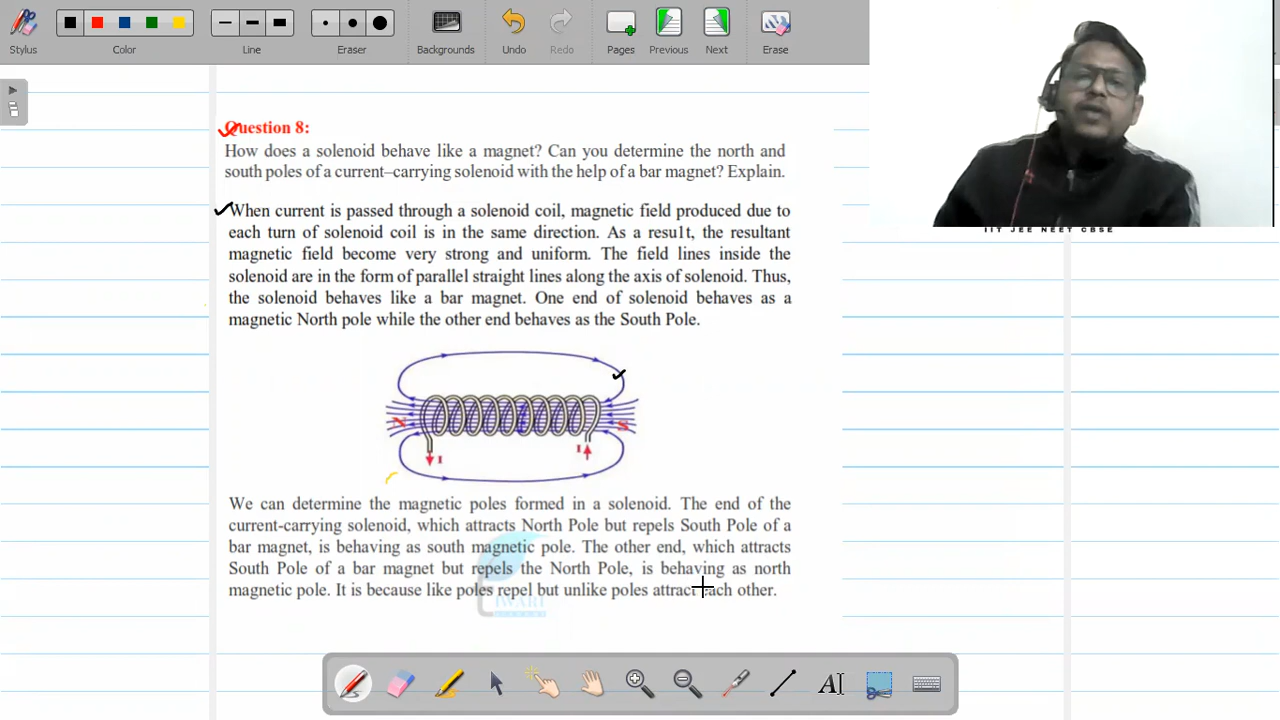 Stylus
Color
Line
Eraser
Backgrounds
Undo
Redo
Pages
Previous
Next
Erase
IIT JEE NEET CBSE
Question 8:
How does a solenoid behave like a magnet? Can you determine the north and
south poles of a current–carrying solenoid with the help of a bar magnet? Explain.
When current is passed through a solenoid coil, magnetic field produced due to
each turn of solenoid coil is in the same direction. As a result, the resultant
magnetic field become very strong and uniform. The field lines inside the
solenoid are in the form of parallel straight lines along the axis of solenoid. Thus,
the solenoid behaves like a bar magnet. One end of solenoid behaves as a
magnetic North pole while the other end behaves as the South Pole.
N
S
I
I
We can determine the magnetic poles formed in a solenoid. The end of the
current-carrying solenoid, which attracts North Pole but repels South Pole of a
bar magnet, is behaving as south magnetic pole. The other end, which attracts
South Pole of a bar magnet but repels the North Pole, is behaving as north
magnetic pole. It is because like poles repel but unlike poles attract each other.
IWARI
A